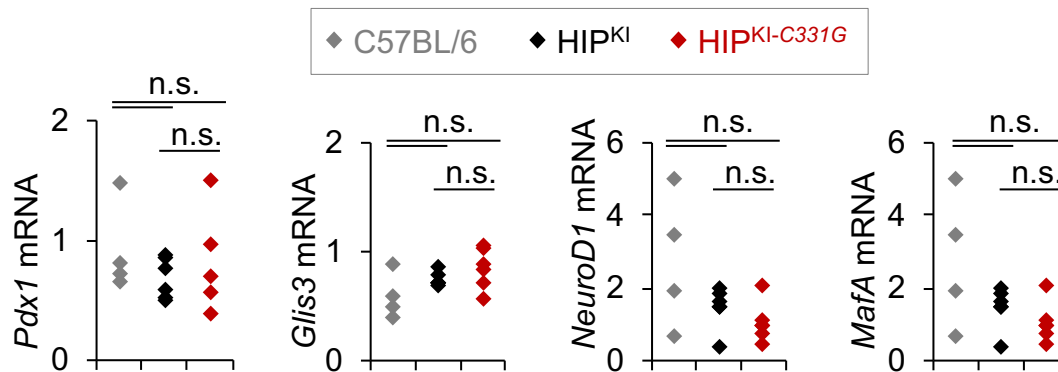 C57BL/6 HIPKI HIPKI-C331G
n.s.
n.s.
2
1
0
Pdx1 mRNA
n.s.
n.s.
2
1
0
Glis3 mRNA
n.s.
n.s.
6
4
2
0
NeuroD1 mRNA
n.s.
n.s.
6
4
2
0
MafA mRNA